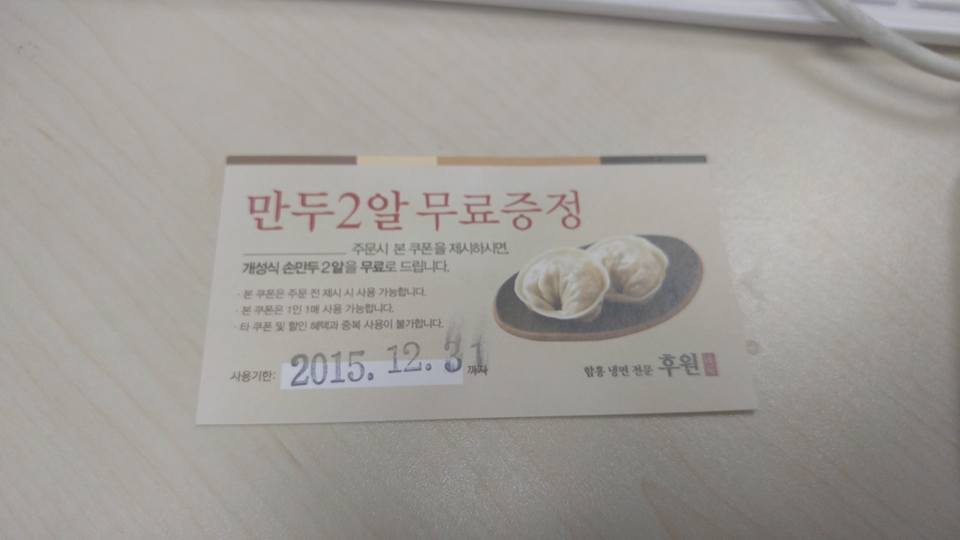 만두2알 무료증정
주문시 본 쿠폰을 제시하시면,
개성식 손만두 2알을 무료로 드립니다.
· 본 쿠폰은 주문 전 제시 시 사용 가능합니다.
· 본 쿠폰은 1인 1매 사용 가능합니다.
· 타 쿠폰 및 할인 혜택과 중복 사용이 불가합니다.
사용기한: 2015. 12. 31 까지
함흥 냉면 전문 후원